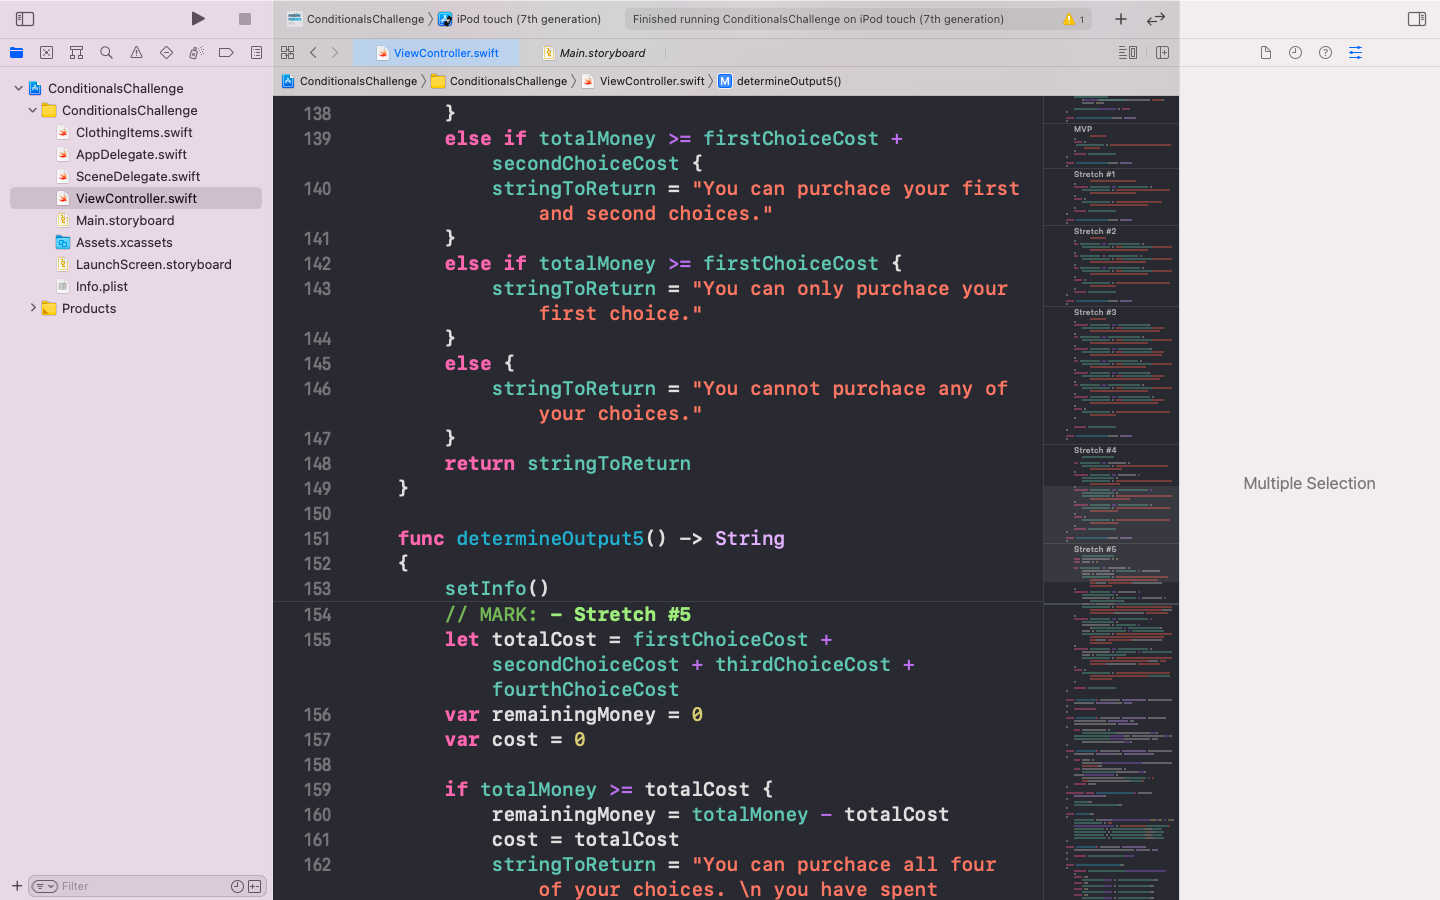 ConditionalsChallenge iPod touch (7th generation) Finished running ConditionalsChallenge on iPod touch (7th generation) 1
ViewController.swift Main.storyboard
ConditionalsChallenge ConditionalsChallenge ViewController.swift M determineOutput5()
ConditionalsChallenge
ConditionalsChallenge
ClothingItems.swift
AppDelegate.swift
SceneDelegate.swift
ViewController.swift
Main.storyboard
Assets.xcassets
LaunchScreen.storyboard
Info.plist
Products
Filter
138 }
139 else if totalMoney >= firstChoiceCost +
secondChoiceCost {
140 stringToReturn = "You can purchace your first
and second choices."
141 }
142 else if totalMoney >= firstChoiceCost {
143 stringToReturn = "You can only purchace your
first choice."
144 }
145 else {
146 stringToReturn = "You cannot purchace any of
your choices."
147 }
148 return stringToReturn
149 }
150
151 func determineOutput5() -> String
152 {
153 setInfo()
154 // MARK: - Stretch #5
155 let totalCost = firstChoiceCost +
secondChoiceCost + thirdChoiceCost +
fourthChoiceCost
156 var remainingMoney = 0
157 var cost = 0
158
159 if totalMoney >= totalCost {
160 remainingMoney = totalMoney - totalCost
161 cost = totalCost
162 stringToReturn = "You can purchace all four
of your choices. \n you have spent
MVP
Stretch #1
Stretch #2
Stretch #3
Stretch #4
Stretch #5
Multiple Selection